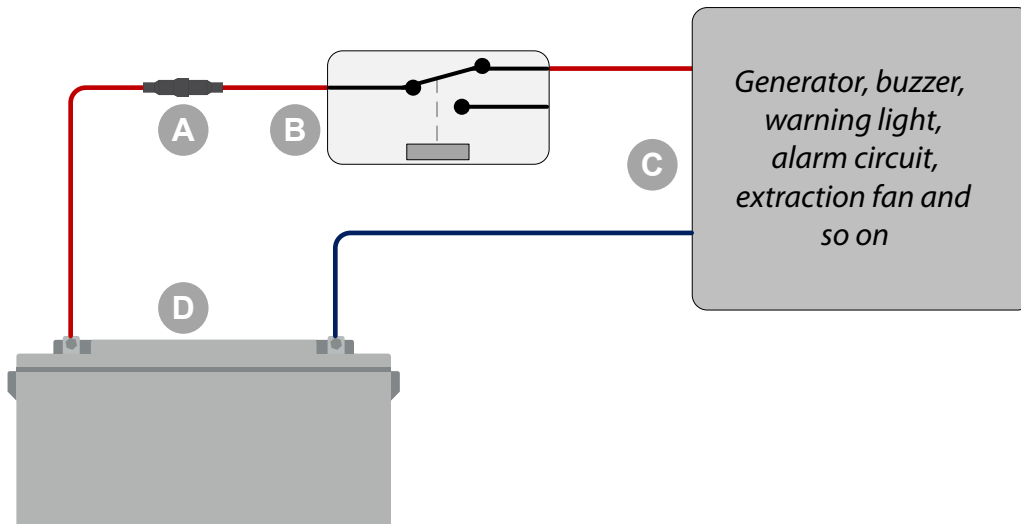 A
B
C
D
Generator, buzzer,
warning light,
alarm circuit,
extraction fan and
so on